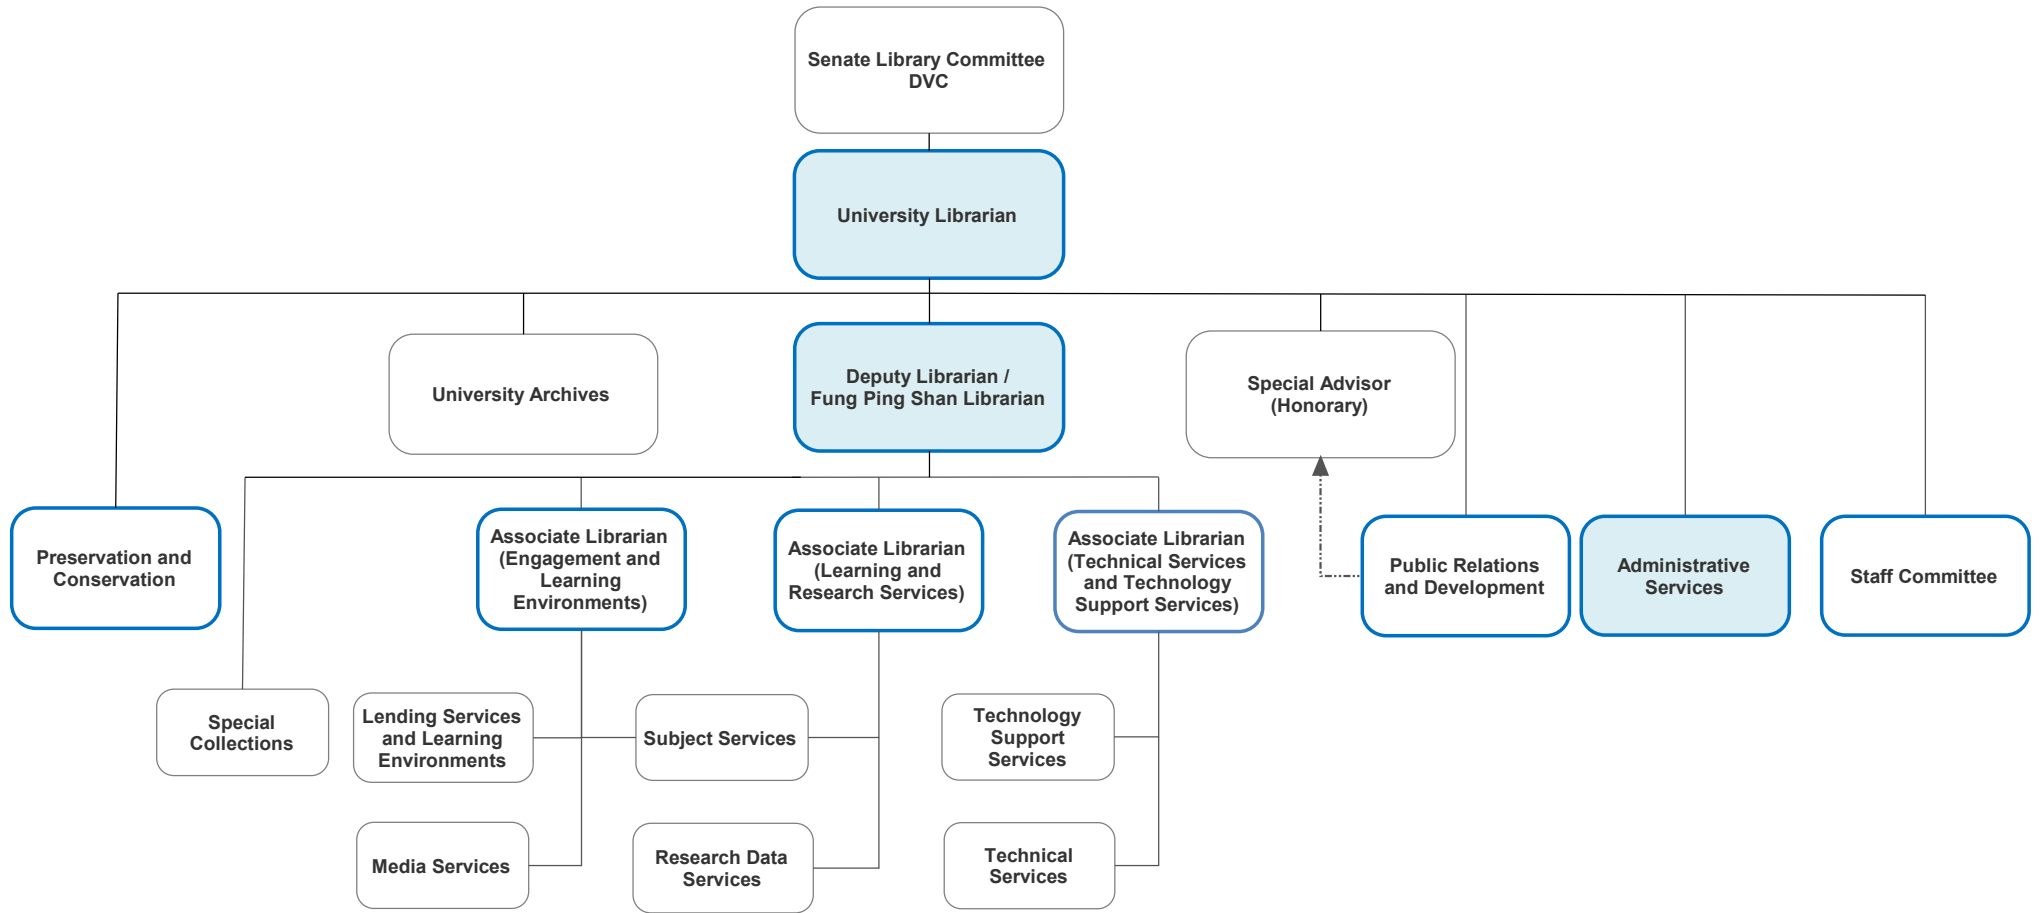 Senate Library Committee
DVC
University Librarian
University Archives
Deputy Librarian /
Fung Ping Shan Librarian
Special Advisor
(Honorary)
Preservation and
Conservation
Associate Librarian
(Engagement and
Learning
Environments)
Associate Librarian
(Learning and
Research Services)
Associate Librarian
(Technical Services
and Technology
Support Services)
Public Relations
and Development
Administrative
Services
Staff Committee
Special
Collections
Lending Services
and Learning
Environments
Subject Services
Technology
Support
Services
Media Services
Research Data
Services
Technical
Services